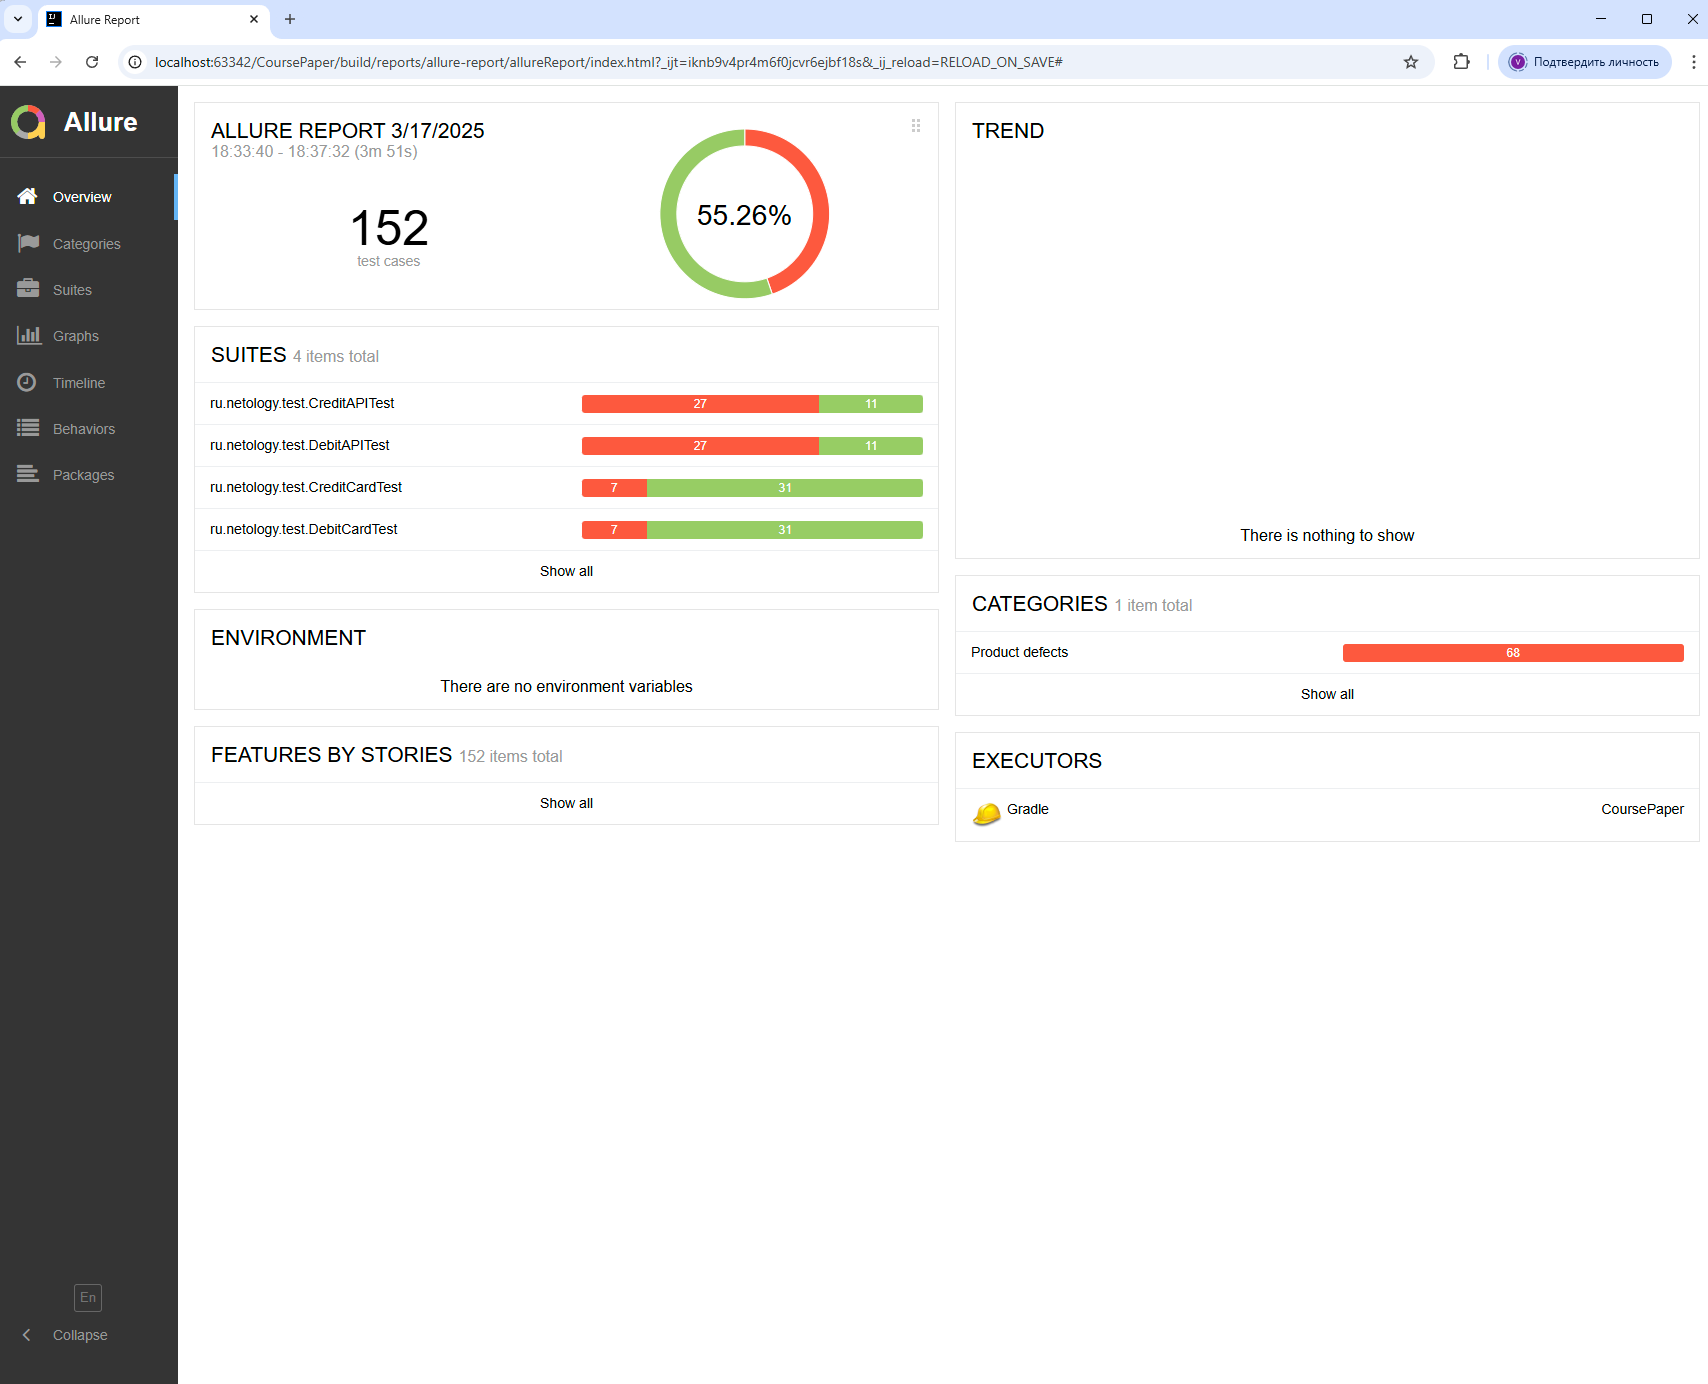 Allure Report
localhost:63342/CoursePaper/build/reports/allure-report/allureReport/index.html?_ijt=iknb9v4pr4m6f0jcvr6ejbf18s&_ij_reload=RELOAD_ON_SAVE#
V
Подтвердить личность
Allure
Overview
Categories
Suites
Graphs
Timeline
Behaviors
Packages
En
Collapse
ALLURE REPORT 3/17/2025
18:33:40 - 18:37:32 (3m 51s)
152
test cases
55.26%
SUITES 4 items total
ru.netology.test.CreditAPITest 27 11
ru.netology.test.DebitAPITest 27 11
ru.netology.test.CreditCardTest 7 31
ru.netology.test.DebitCardTest 7 31
Show all
ENVIRONMENT
There are no environment variables
FEATURES BY STORIES 152 items total
Show all
TREND
There is nothing to show
CATEGORIES 1 item total
Product defects 68
Show all
EXECUTORS
Gradle CoursePaper